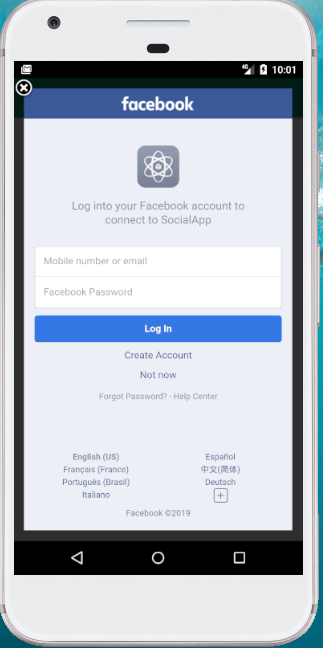 4G
10:01
facebook
Log into your Facebook account to
connect to SocialApp
Mobile number or email
Facebook Password
Log In
Create Account
Not now
Forgot Password? · Help Center
English (US)
Español
Français (France)
中文(简体)
Português (Brasil)
Deutsch
Italiano
+
Facebook ©2019